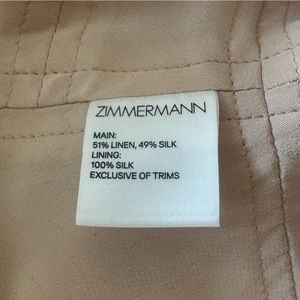 ZIMMERMANN
MAIN:
51% LINEN, 49% SILK
LINING:
100% SILK
EXCLUSIVE OF TRIMS